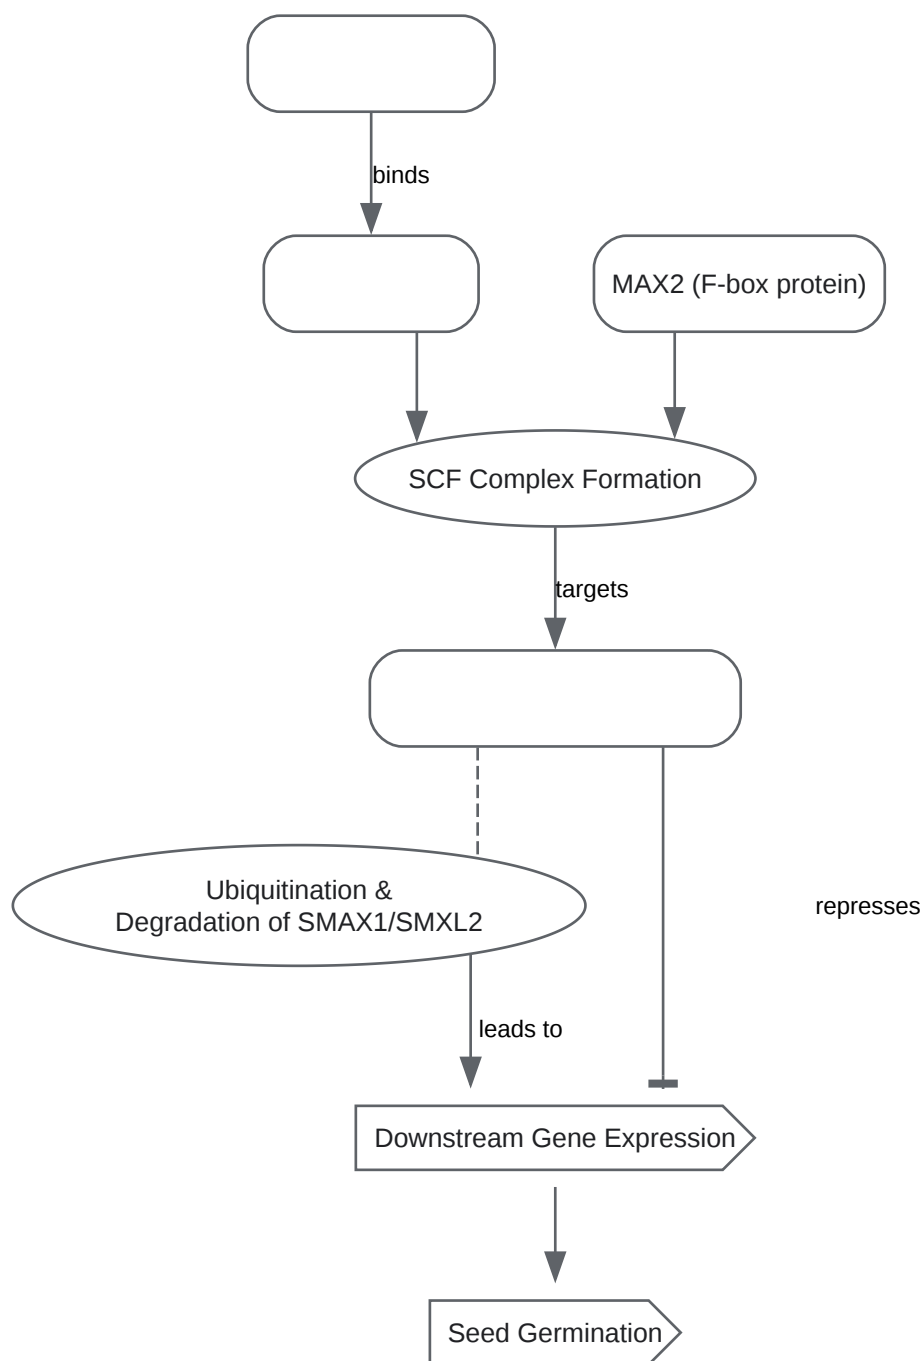 binds
MAX2 (F-box protein)
SCF Complex Formation
targets
Ubiquitination &
Degradation of SMAX1/SMXL2
represses
leads to
Downstream Gene Expression
Seed Germination